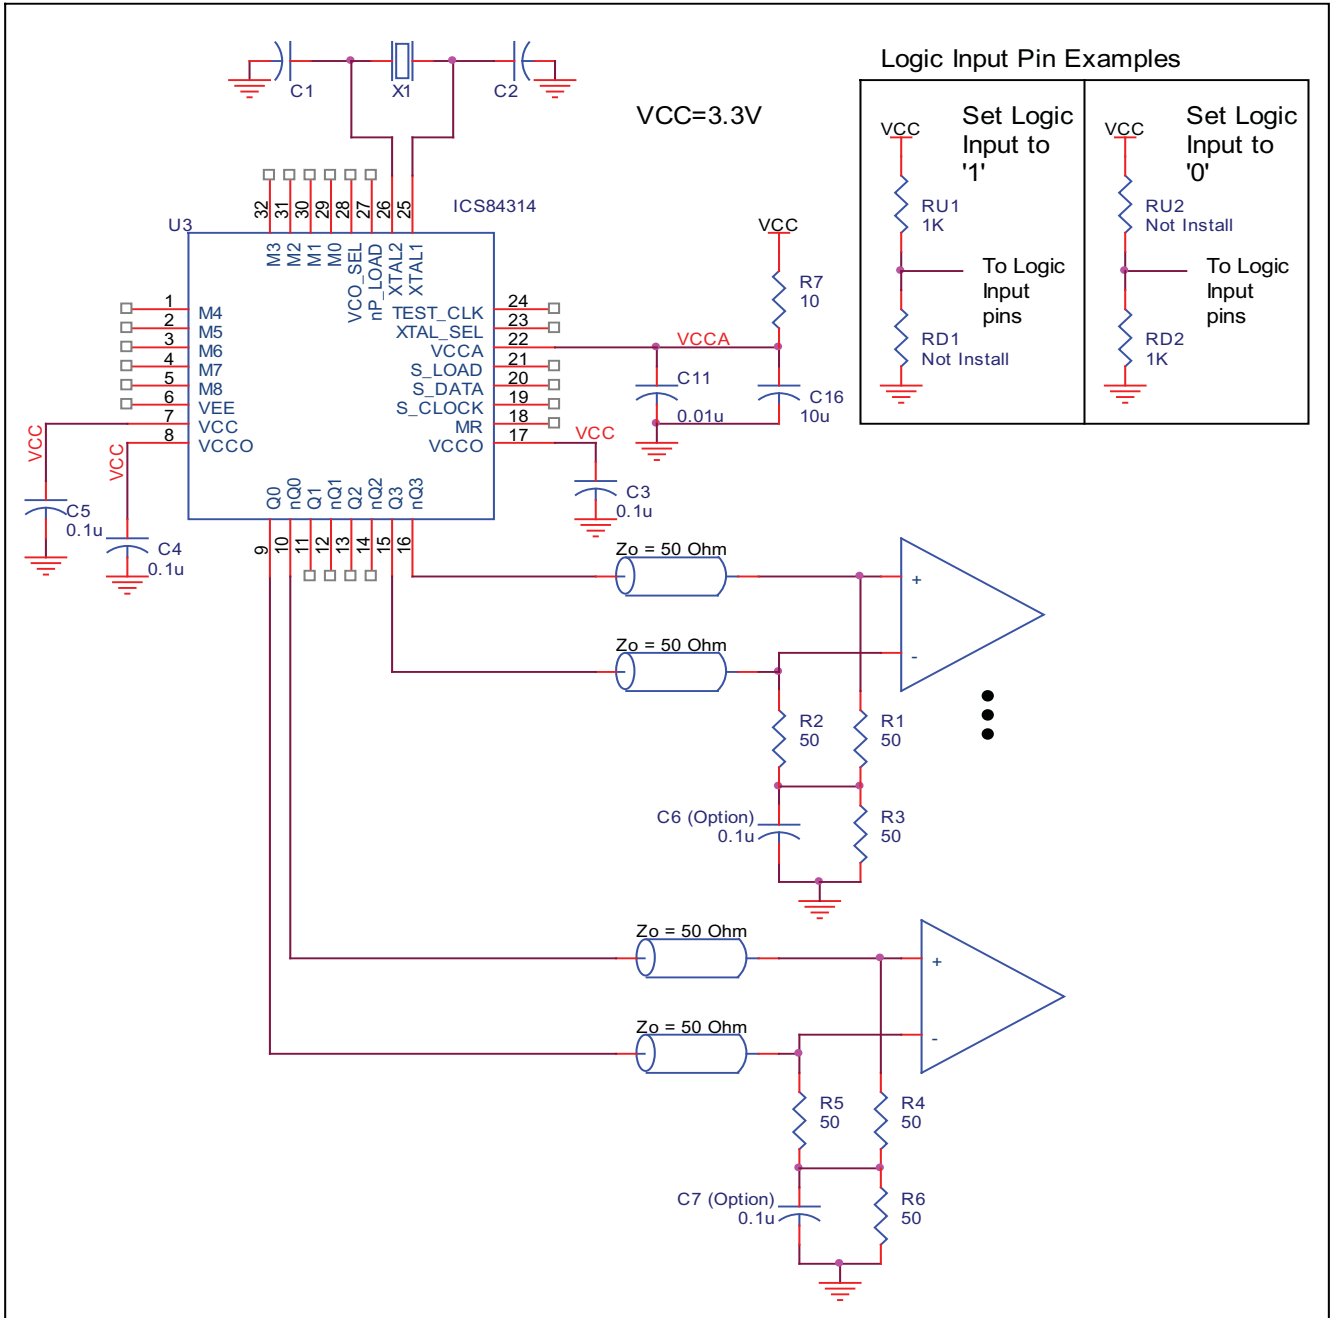 C1
X1
C2
VCC=3.3V
Logic Input Pin Examples
VCC
Set Logic
Input to
'1'
RU1
1K
To Logic
Input
pins
RD1
Not Install
VCC
Set Logic
Input to
'0'
RU2
Not Install
To Logic
Input
pins
RD2
1K
U3
ICS84314
32
31
30
29
28
27
26
25
M3
M2
M1
M0
VCO_SEL
nP_LOAD
XTAL2
XTAL1
1
2
3
4
5
6
7
8
M4
M5
M6
M7
M8
VEE
VCC
VCCO
TEST_CLK
XTAL_SEL
VCCA
S_LOAD
S_DATA
S_CLOCK
MR
VCCO
24
23
22
21
20
19
18
17
Q0
nQ0
Q1
nQ1
Q2
nQ2
Q3
nQ3
9
10
11
12
13
14
15
16
VCC
R7
10
VCCA
C11
0.01u
C16
10u
VCC
C3
0.1u
VCC
C5
0.1u
VCC
C4
0.1u
Zo = 50 Ohm
+
Zo = 50 Ohm
-
R2
50
R1
50
C6 (Option)
0.1u
R3
50
Zo = 50 Ohm
+
Zo = 50 Ohm
-
R5
50
R4
50
C7 (Option)
0.1u
R6
50